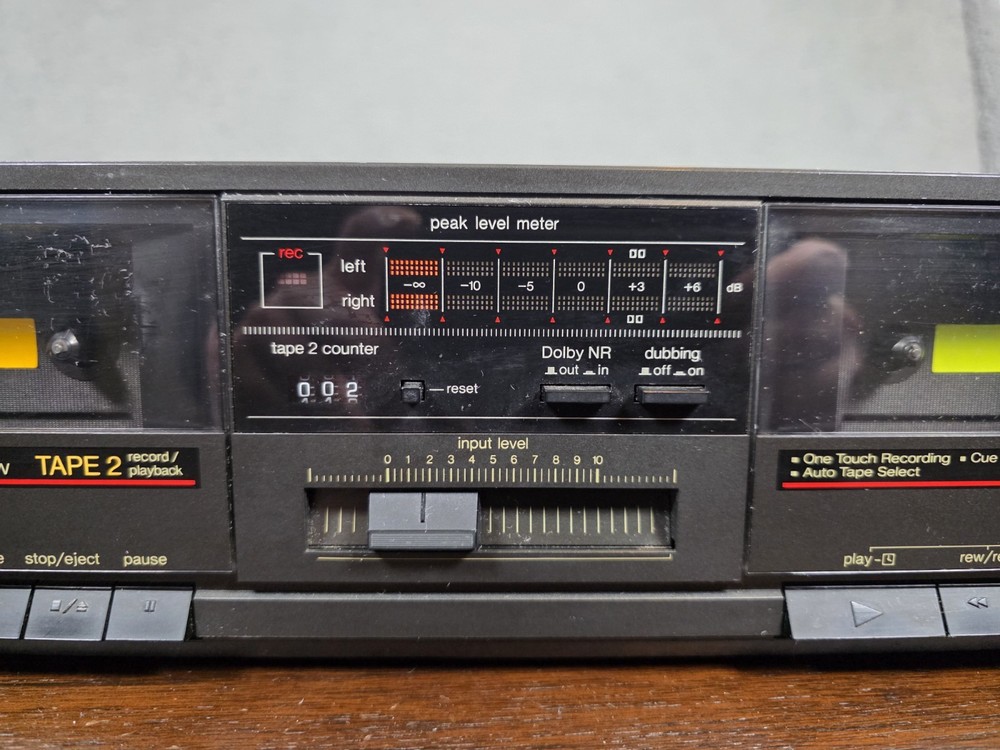 peak level meter
rec
left
-∞ -10 -5 0 +3 +6 dB
right
tape 2 counter
Dolby NR
out in
dubbing
off on
002
reset
input level
0 1 2 3 4 5 6 7 8 9 10
TAPE 2 record/
playback
One Touch Recording ▪ Cue
▪ Auto Tape Select
stop/eject pause
play
rew/re